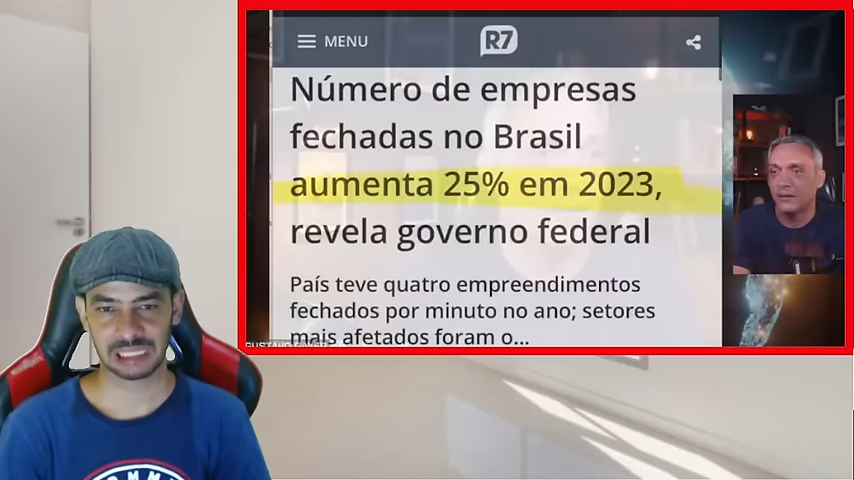 MENU
R7
Número de empresas
fechadas no Brasil
aumenta 25% em 2023,
revela governo federal
País teve quatro empreendimentos
fechados por minuto no ano; setores
mais afetados foram o...